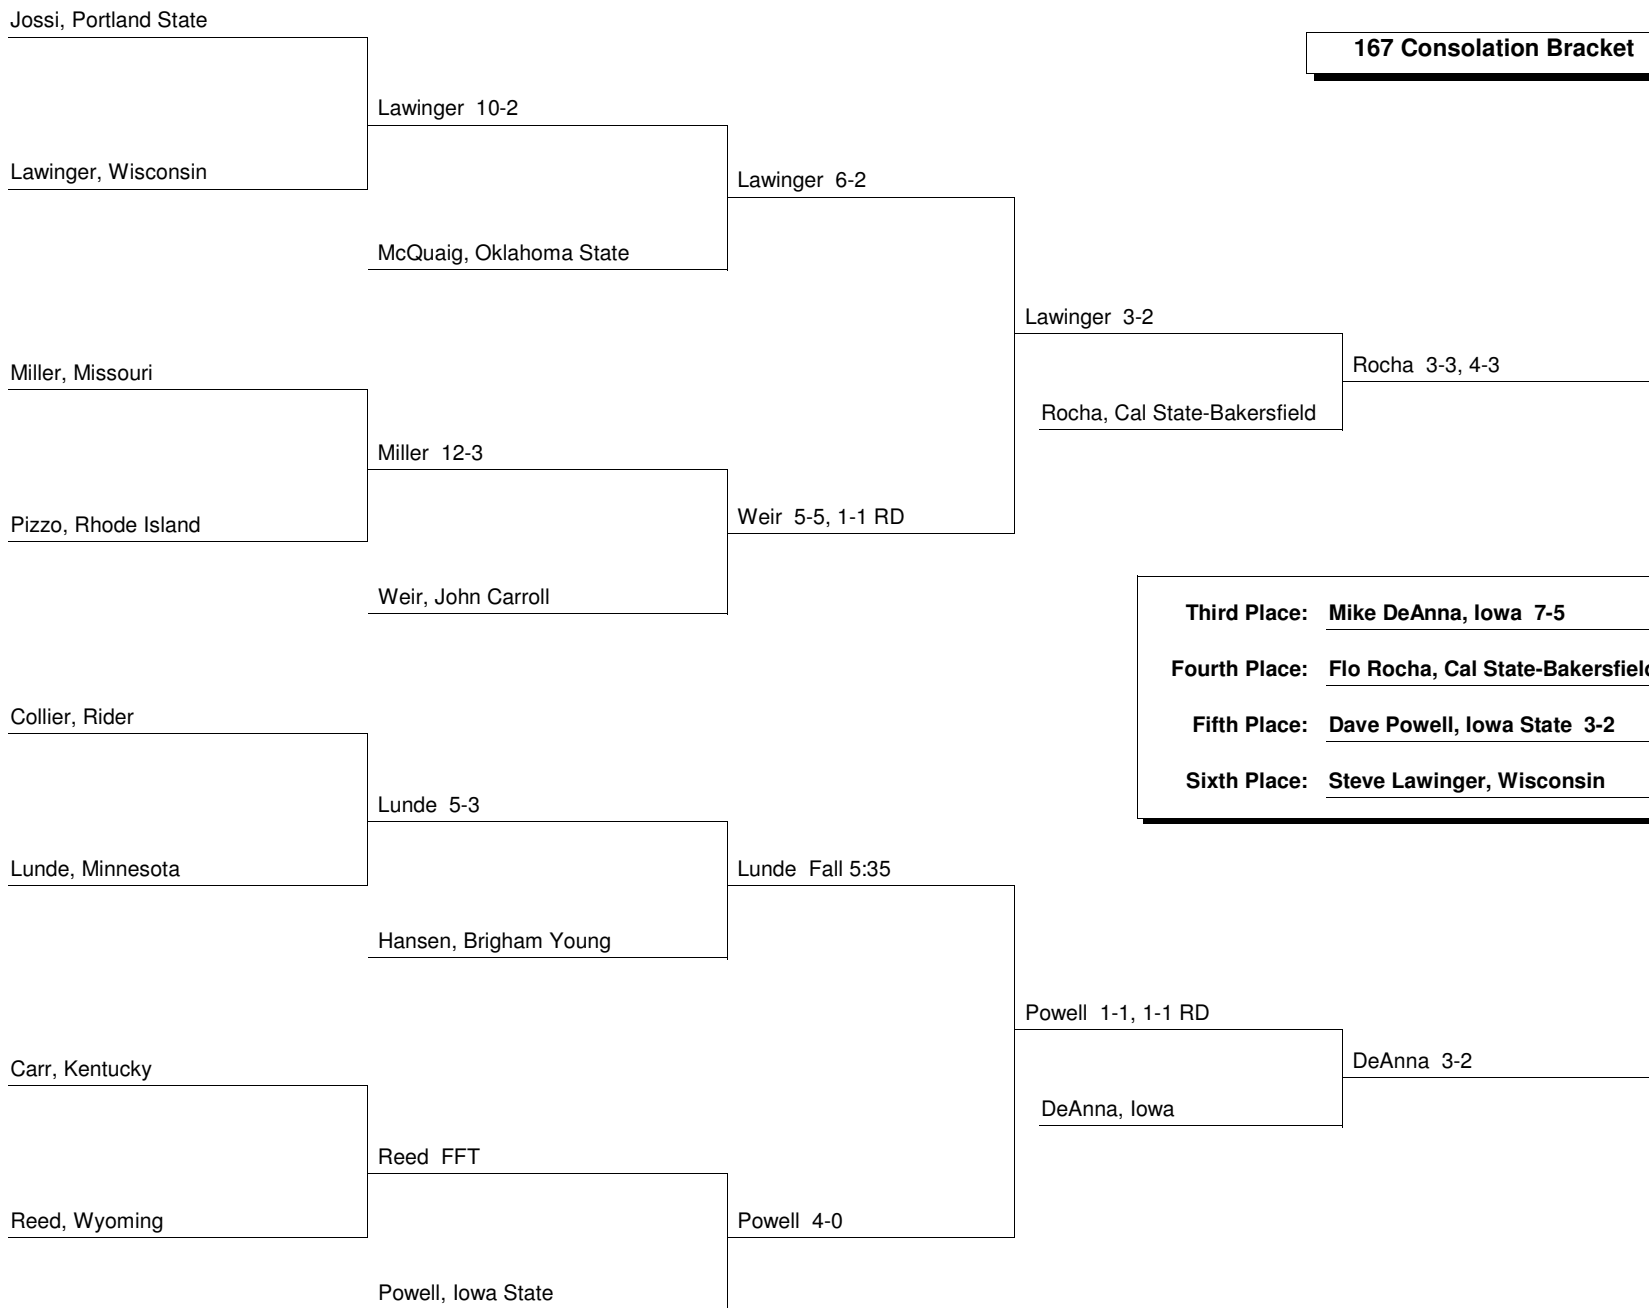 Jossi, Portland State
167 Consolation Bracket
Lawinger 10-2
Lawinger, Wisconsin
Lawinger 6-2
McQuaig, Oklahoma State
Lawinger 3-2
Miller, Missouri
Rocha 3-3, 4-3
Rocha, Cal State-Bakersfield
Miller 12-3
Pizzo, Rhode Island
Weir 5-5, 1-1 RD
Weir, John Carroll
Third Place: Mike DeAnna, Iowa 7-5
Fourth Place: Flo Rocha, Cal State-Bakersfield
Fifth Place: Dave Powell, Iowa State 3-2
Sixth Place: Steve Lawinger, Wisconsin
Collier, Rider
Lunde 5-3
Lunde, Minnesota
Lunde Fall 5:35
Hansen, Brigham Young
Powell 1-1, 1-1 RD
Carr, Kentucky
DeAnna 3-2
DeAnna, Iowa
Reed FFT
Reed, Wyoming
Powell 4-0
Powell, Iowa State